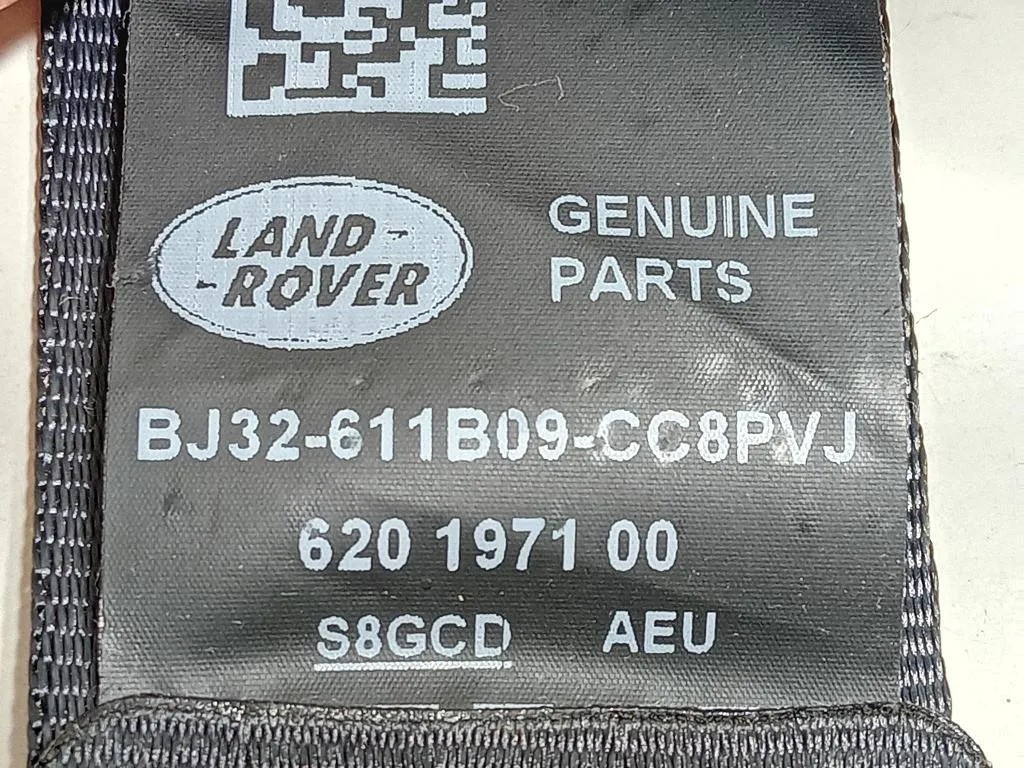 LAND-
-ROVER
GENUINE
PARTS
BJ32-611B09-CC8PVJ
620 1971 00
S8GCD AEU